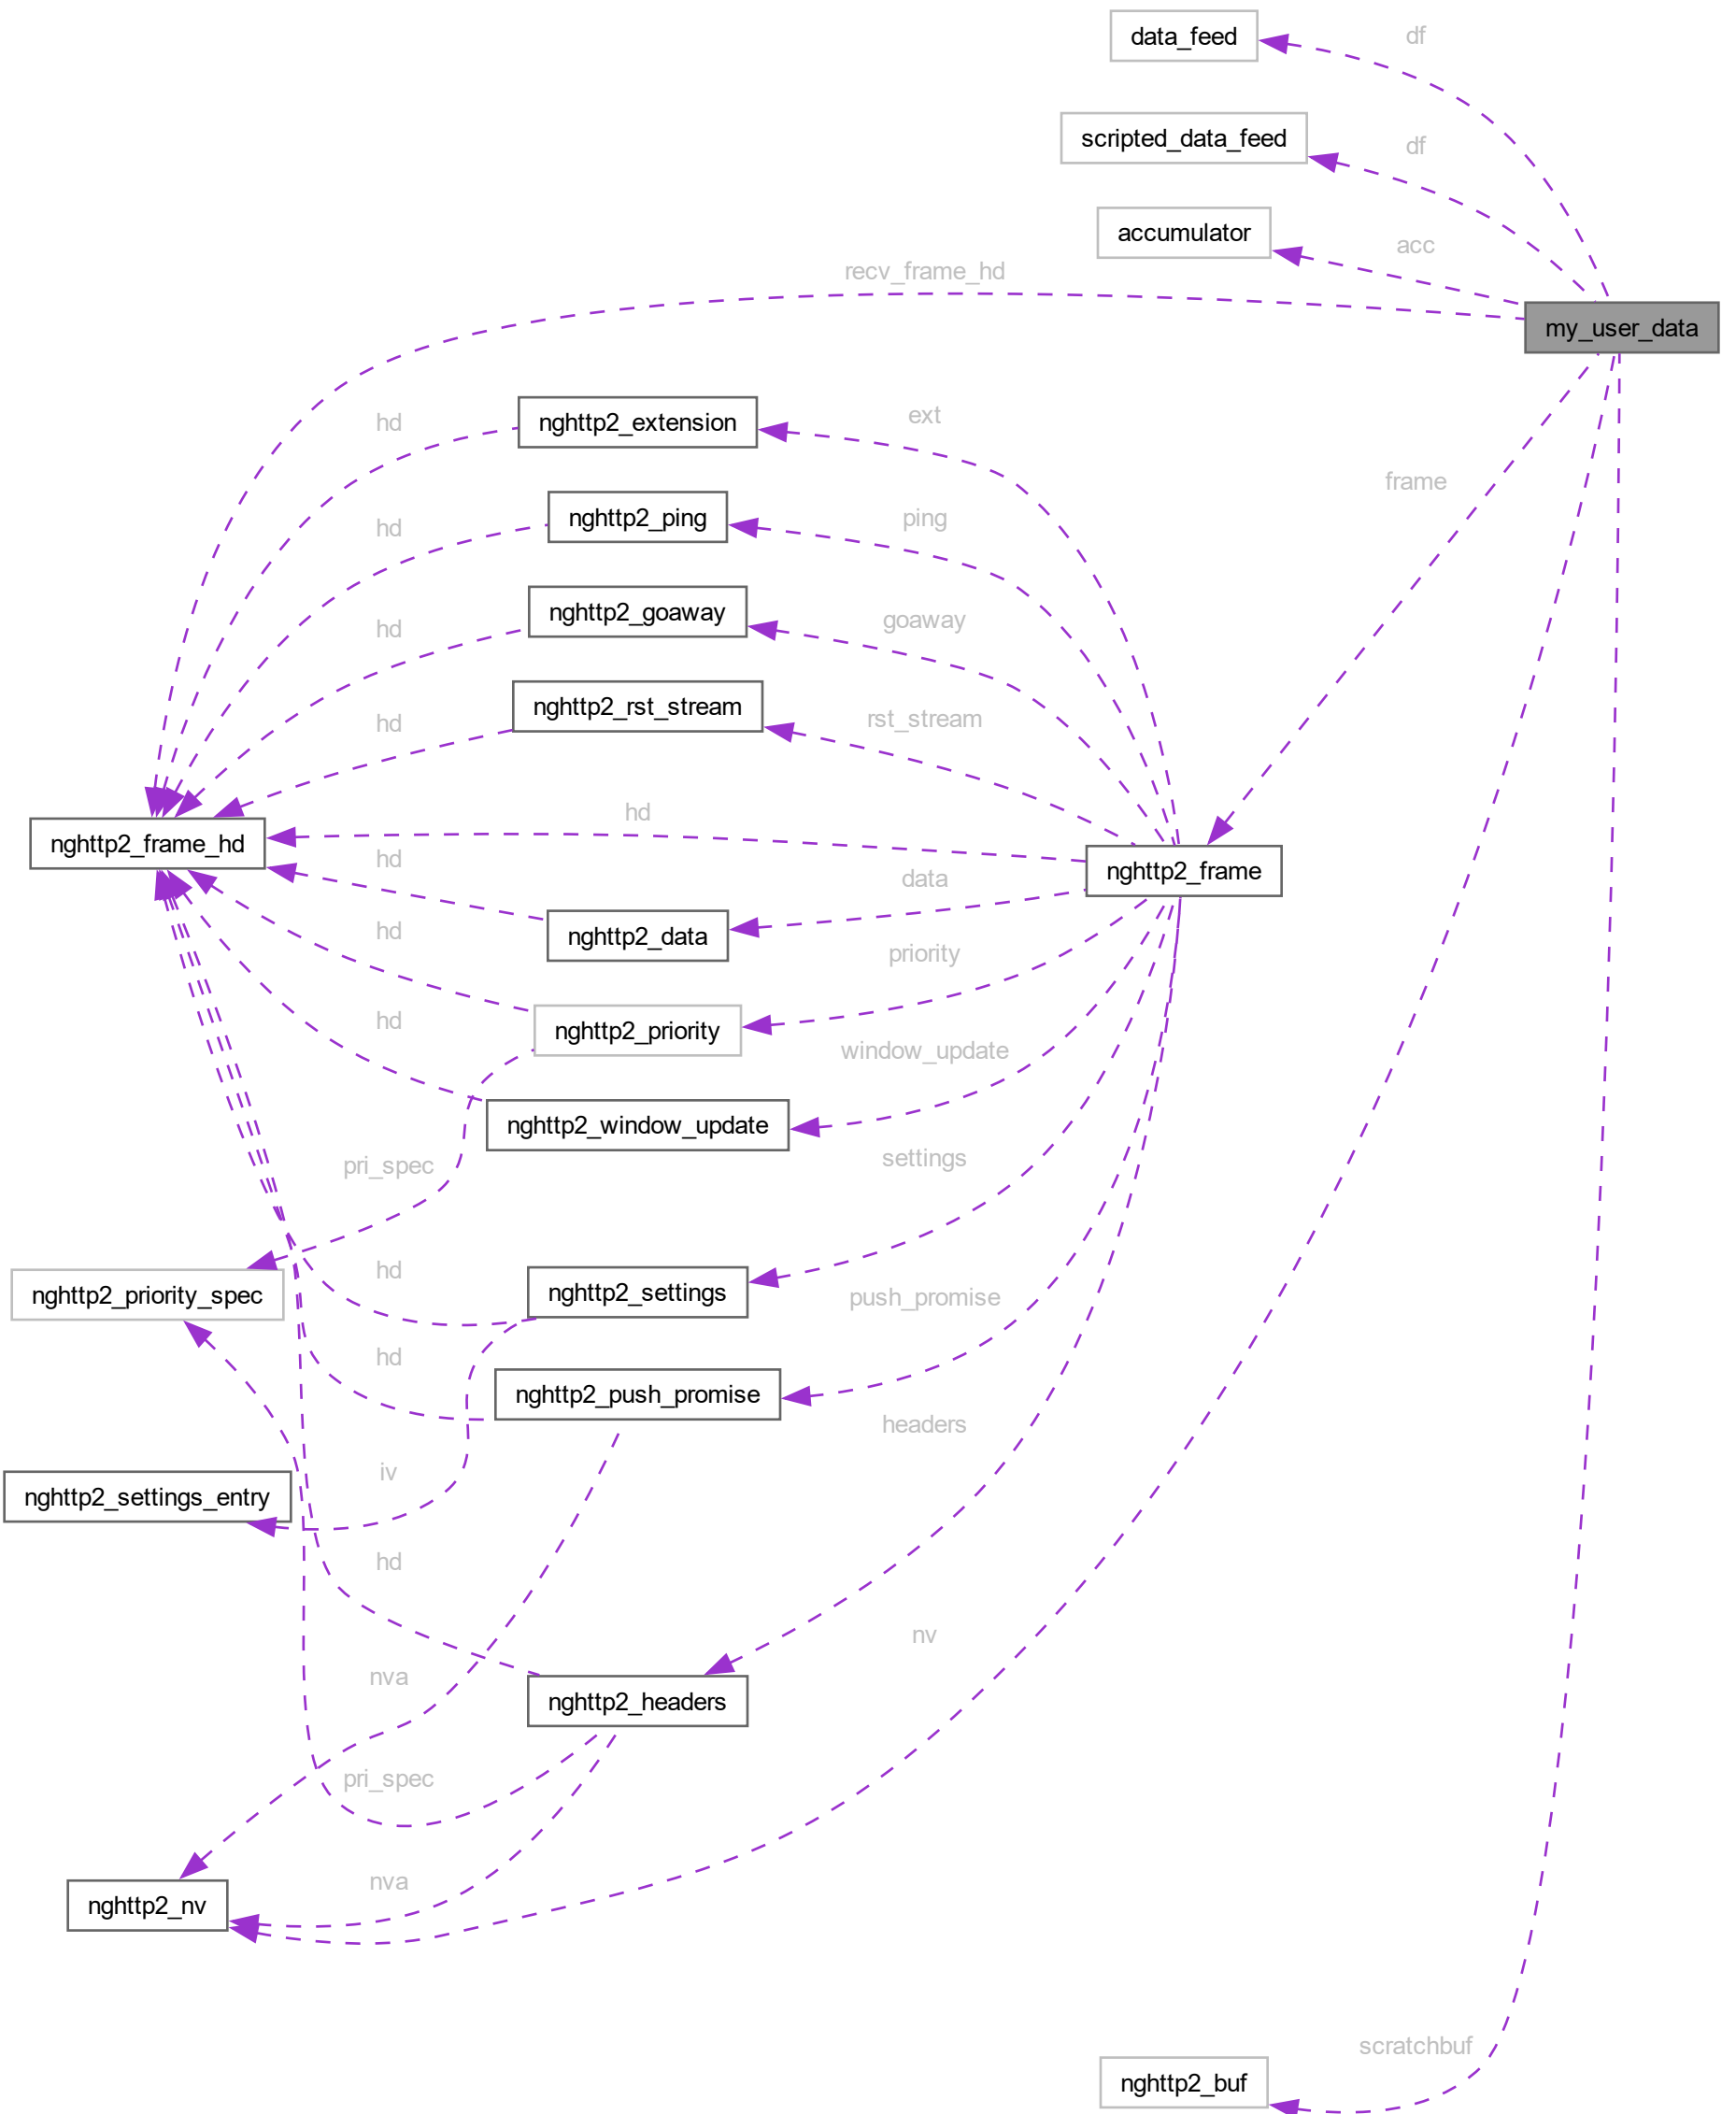 data_feed
df
scripted_data_feed
df
accumulator
acc
recv_frame_hd
my_user_data
nghttp2_extension
hd
ext
frame
nghttp2_ping
hd
ping
nghttp2_goaway
hd
goaway
nghttp2_rst_stream
hd
rst_stream
hd
nghttp2_frame_hd
hd
nghttp2_frame
data
nghttp2_data
hd
priority
nghttp2_priority
hd
window_update
nghttp2_window_update
pri_spec
settings
hd
nghttp2_priority_spec
nghttp2_settings
push_promise
hd
nghttp2_push_promise
headers
iv
nghttp2_settings_entry
hd
nv
nva
nghttp2_headers
pri_spec
nva
nghttp2_nv
scratchbuf
nghttp2_buf